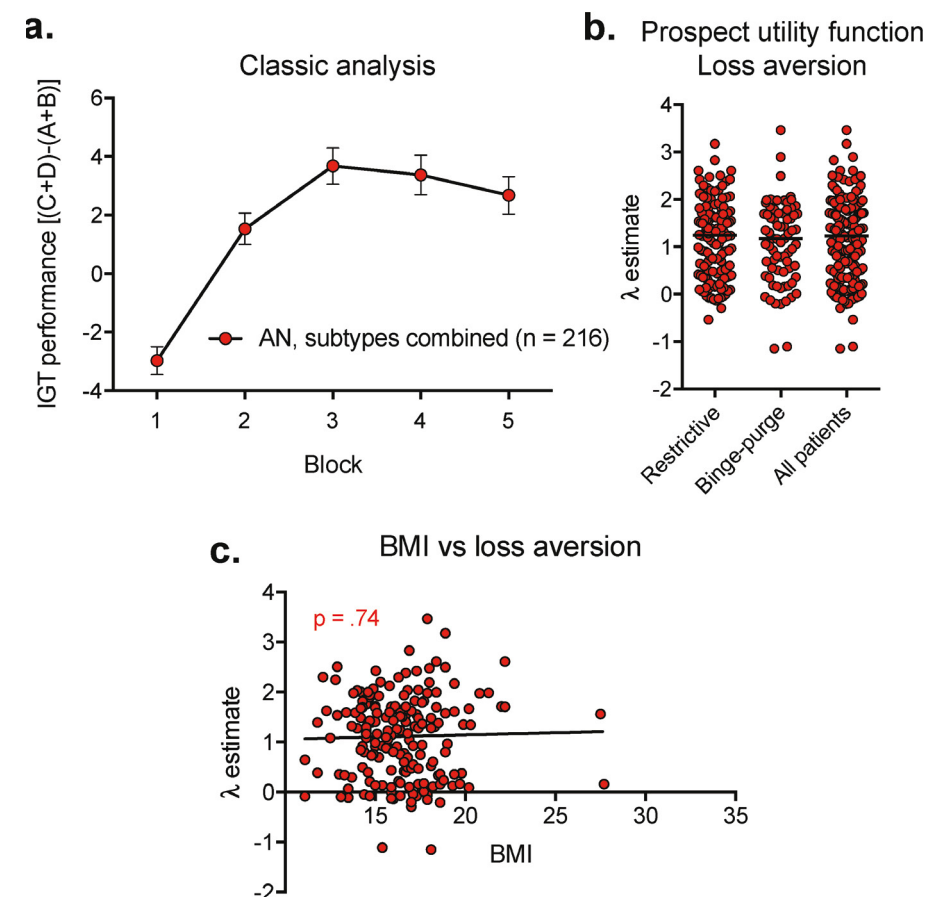 a.
Classic analysis
IGT performance [(C+D)-(A+B)]
6
4
2
0
-2
-4
AN, subtypes combined (n = 216)
1 2 3 4 5
Block
b.
Prospect utility function
Loss aversion
λ estimate
4
3
2
1
0
-1
-2
Restrictive
Binge-purge
All patients
c.
BMI vs loss aversion
p = .74
λ estimate
4
3
2
1
0
-1
-2
15 20 25 30 35
BMI